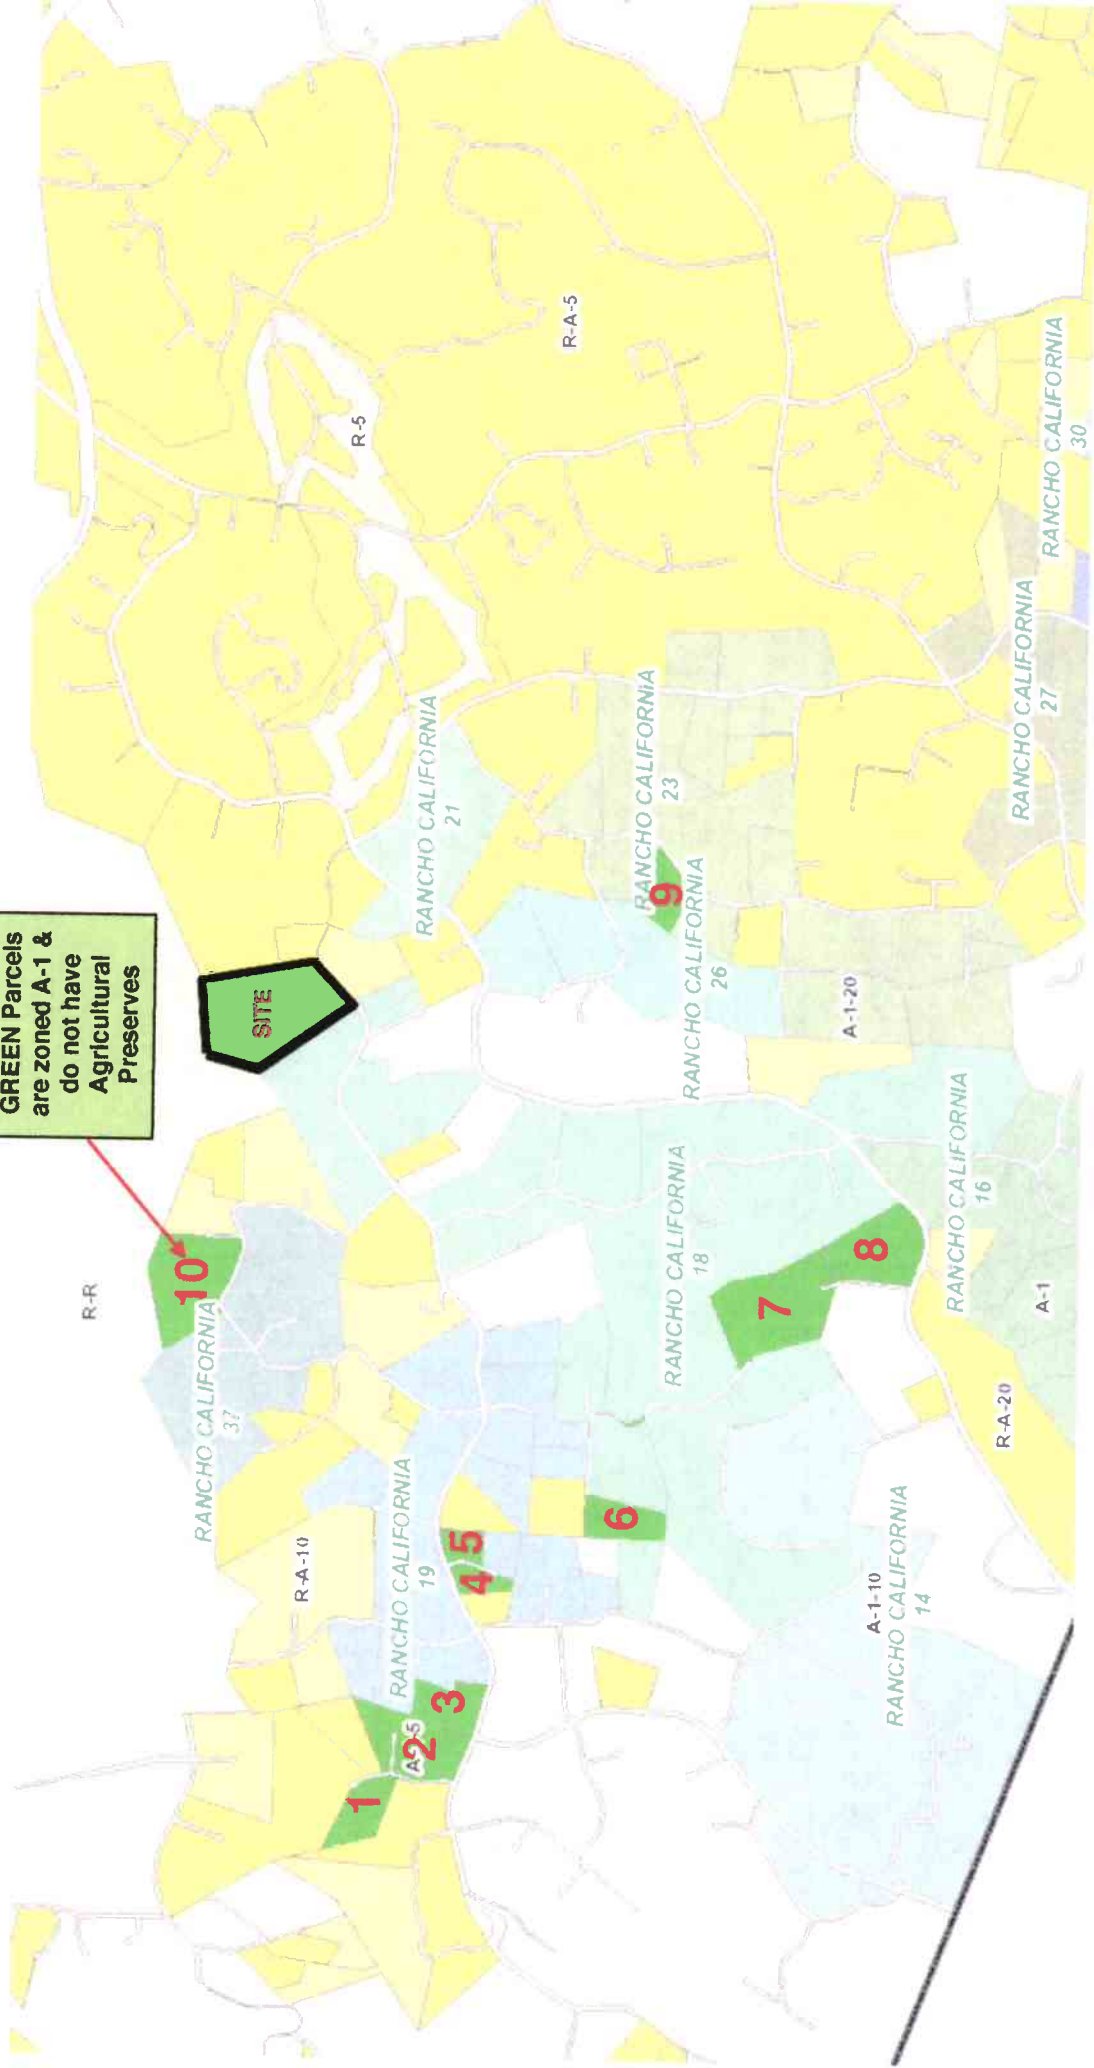 GREEN Parcels
are zoned A-1 &
do not have
Agricultural
Preserves
R-R
10
RANCHO CALIFORNIA
SITE
R-A-10
R-5
1
RANCHO CALIFORNIA
19
2
RANCHO CALIFORNIA
21
3
4
5
R-A-5
6
RANCHO CALIFORNIA
23
9
RANCHO CALIFORNIA
18
RANCHO CALIFORNIA
26
7
A-1-20
8
A-1-10
RANCHO CALIFORNIA
14
RANCHO CALIFORNIA
16
R-A-20
RANCHO CALIFORNIA
27
A-1
RANCHO CALIFORNIA
30